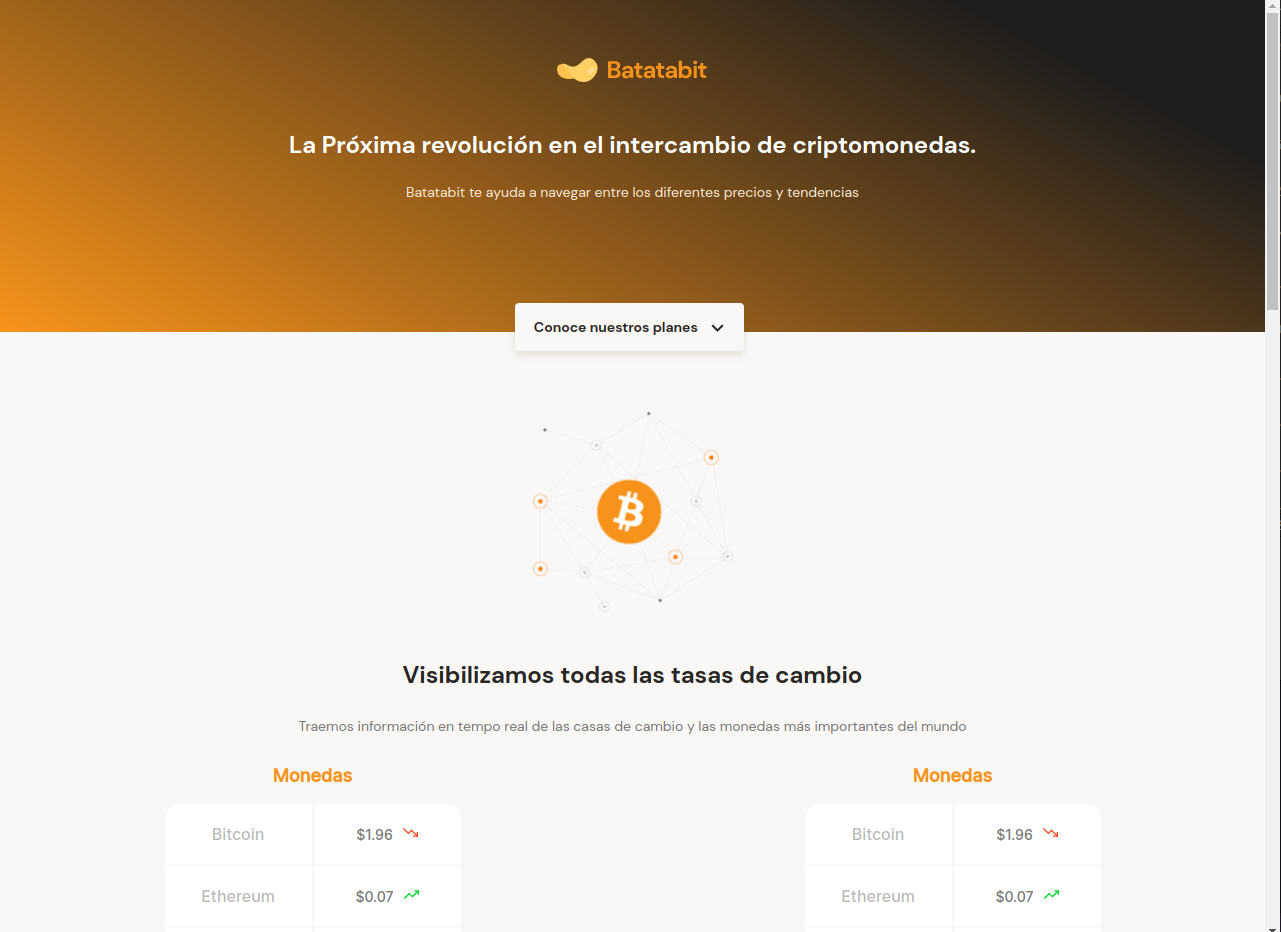 Batatabit
La Próxima revolución en el intercambio de criptomonedas.
Batatabit te ayuda a navegar entre los diferentes precios y tendencias
Conoce nuestros planes
Visibilizamos todas las tasas de cambio
Traemos información en tempo real de las casas de cambio y las monedas más importantes del mundo
Monedas
Bitcoin $1.96
Ethereum $0.07
Monedas
Bitcoin $1.96
Ethereum $0.07